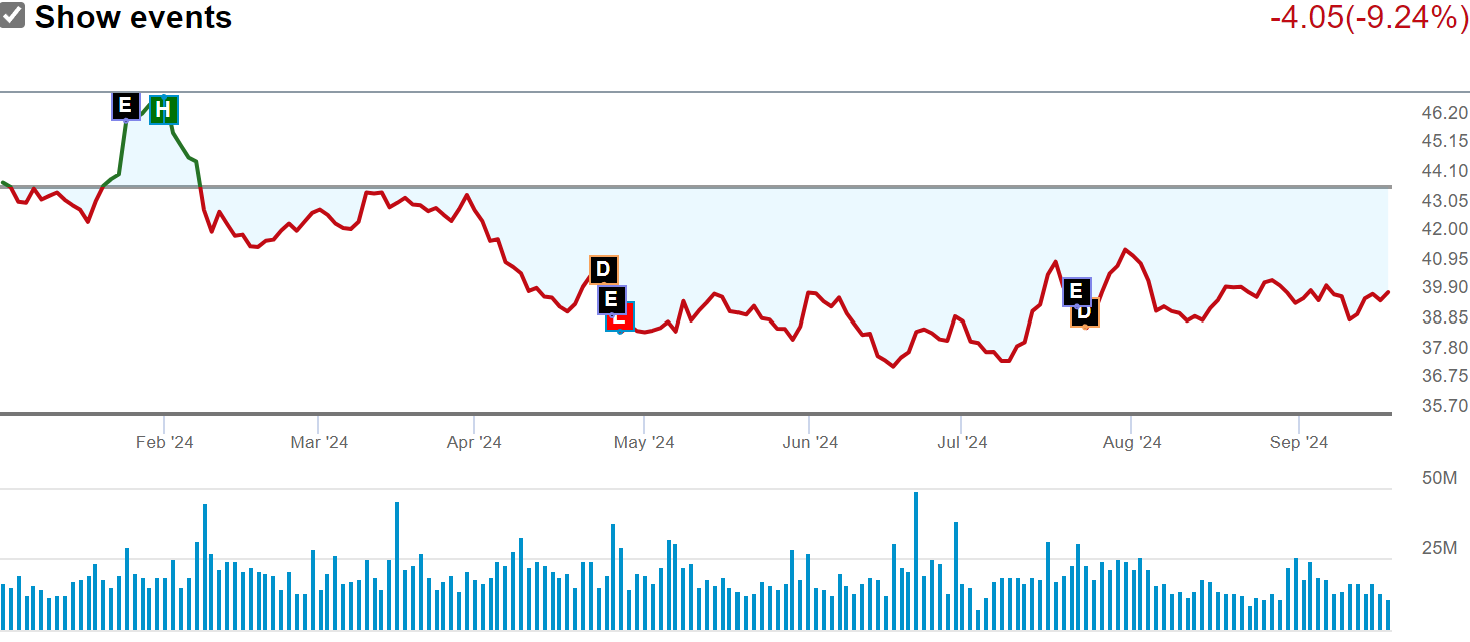 Show events
-4.05(-9.24%)
E
H
46.20
45.15
44.10
43.05
42.00
D
40.95
E
E
39.90
L
D
38.85
37.80
36.75
35.70
Feb '24
Mar '24
Apr '24
May '24
Jun '24
Jul '24
Aug '24
Sep '24
50M
25M